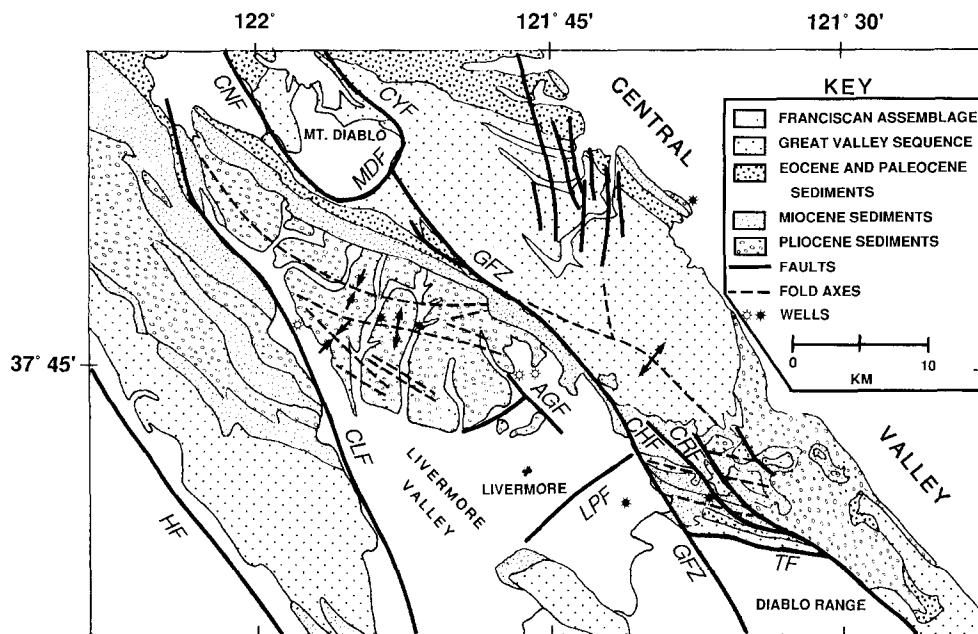 122°
121° 45'
121° 30'
37° 45'
CNF
CYF
MT. DIABLO
MDF
GFZ
CENTRAL
VALLEY
KEY
FRANCISCAN ASSEMBLAGE
GREAT VALLEY SEQUENCE
EOCENE AND PALEOCENE
SEDIMENTS
MIOCENE SEDIMENTS
PLIOCENE SEDIMENTS
FAULTS
FOLD AXES
WELLS
0 10
KM
AGF
CHF
CRF
CLF
HF
LIVERMORE
VALLEY
LIVERMORE
LPF
GFZ
TF
DIABLO RANGE